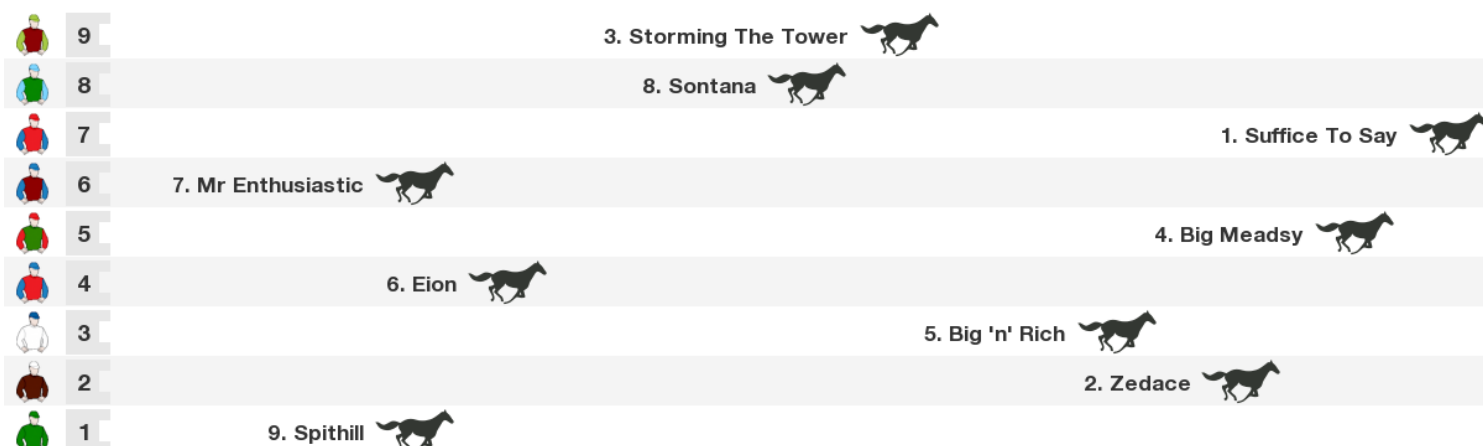 9 3. Storming The Tower
8 8. Sontana
7 1. Suffice To Say
6 7. Mr Enthusiastic
5 4. Big Meadsy
4 6. Eion
3 5. Big 'n' Rich
2 2. Zedace
1 9. Spithill